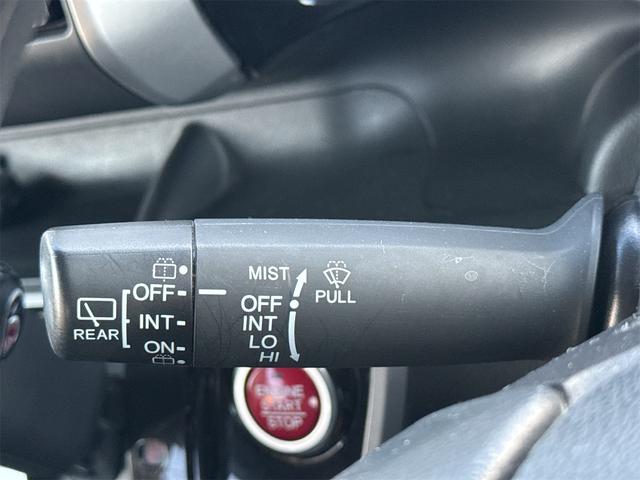 OFF
INT
ON
REAR
MIST
OFF
INT
LO
HI
PULL
ENGINE
START
STOP